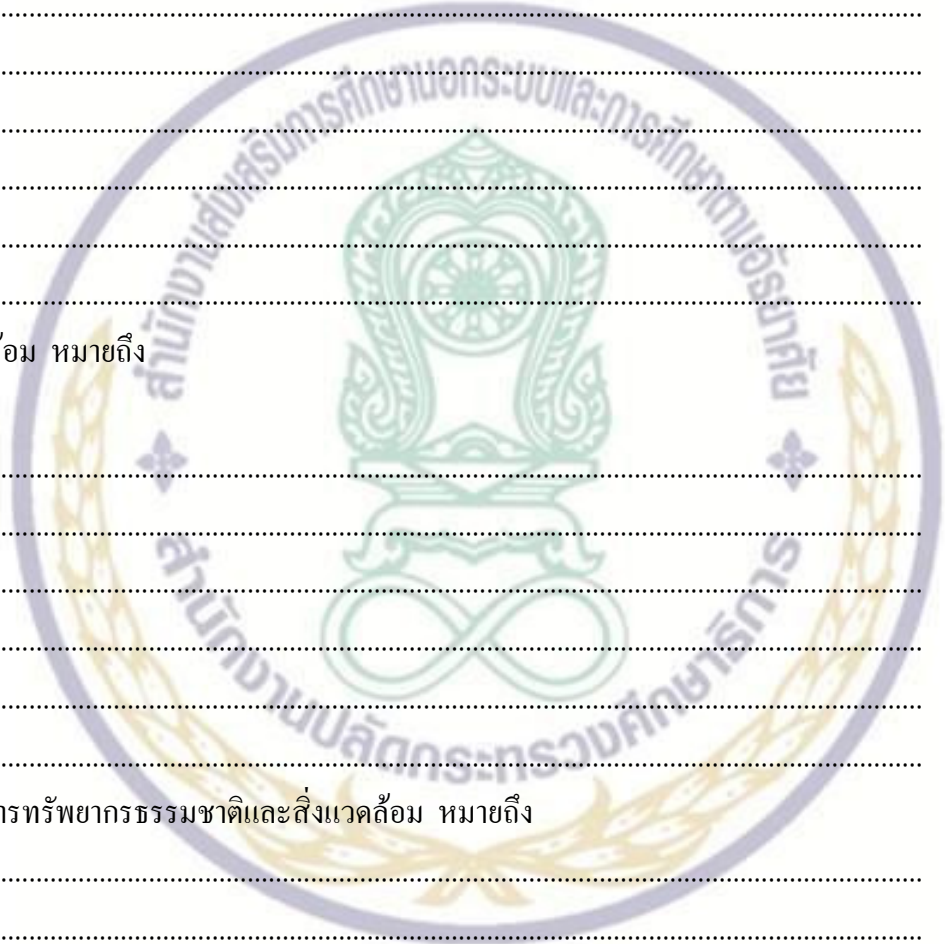 สำนักงานส่งเสริมการศึกษานอกระบบและการศึกษาตามอัธยาศัย
หมายถึง
ทรัพยากรธรรมชาติและสิ่งแวดล้อม หมายถึง
สำนักงานปลัดกระทรวงศึกษาธิการ